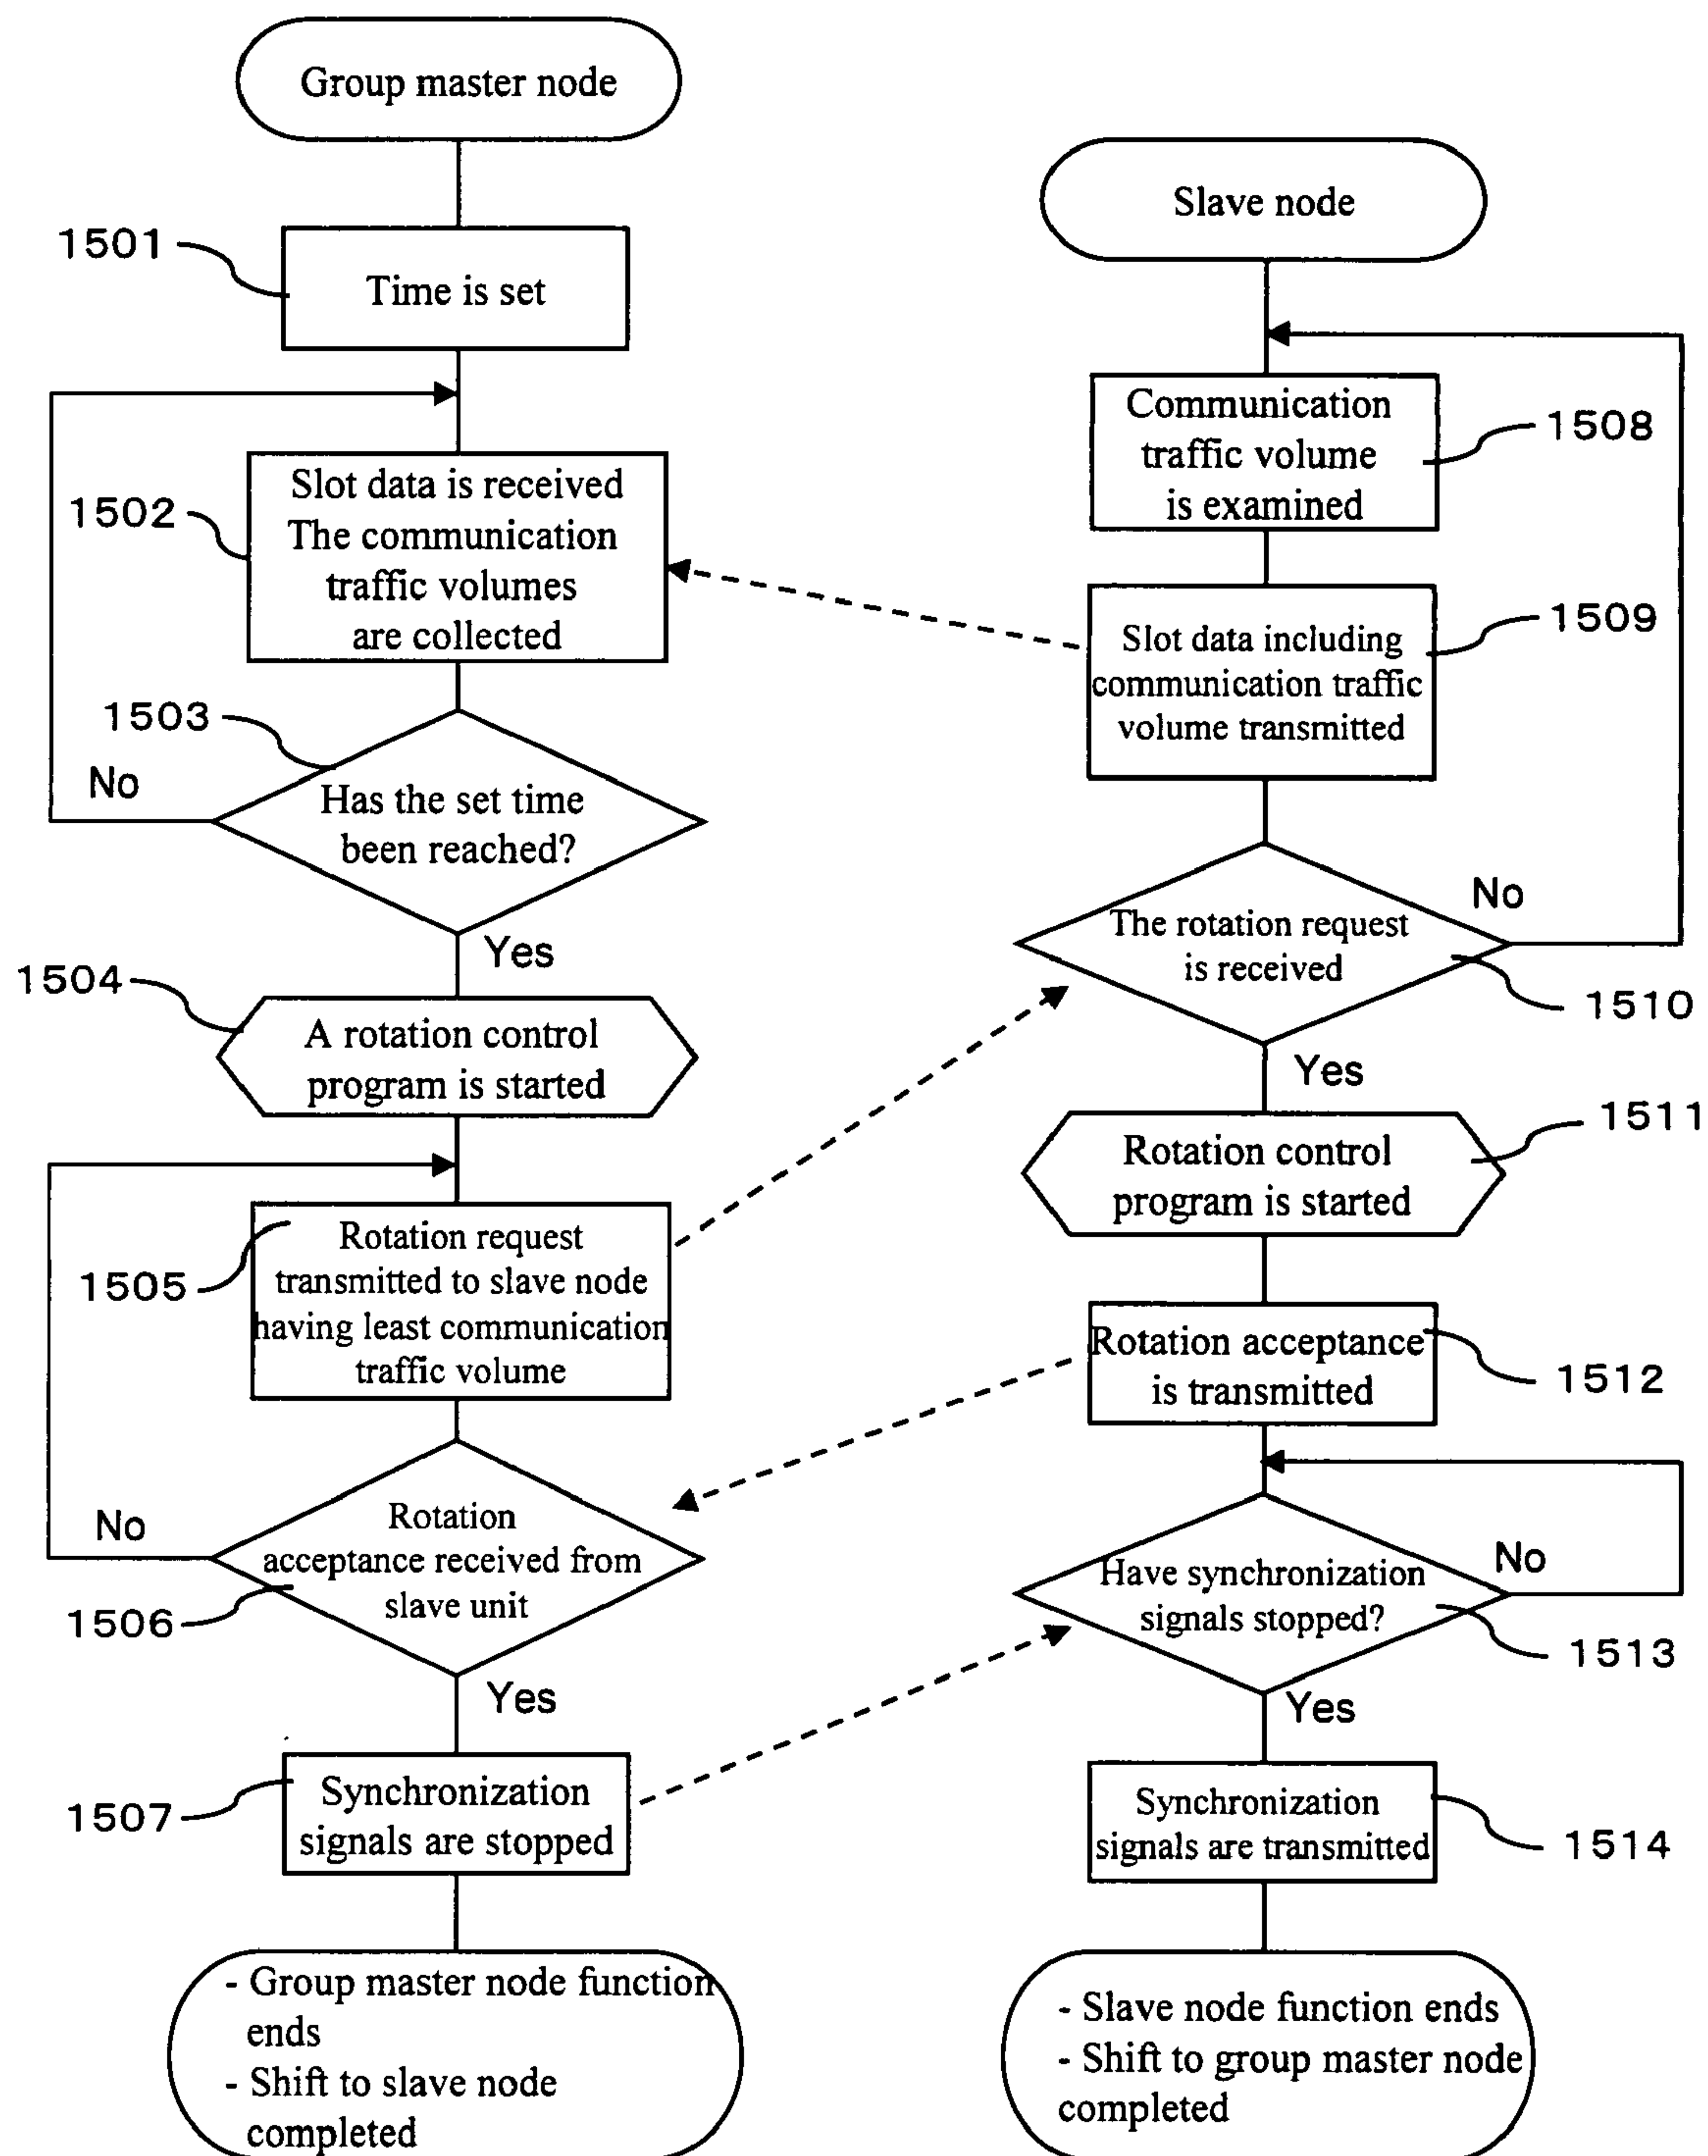 Group master node
1501
Time is set
1502
Slot data is received
The communication
traffic volumes
are collected
1503
No
Has the set time
been reached?
Yes
1504
A rotation control
program is started
1505
Rotation request
transmitted to slave node
having least communication
traffic volume
No
Rotation
acceptance received from
slave unit
1506
Yes
1507
Synchronization
signals are stopped
- Group master node function
ends
- Shift to slave node
completed
Slave node
Communication
traffic volume
is examined
1508
Slot data including
communication traffic
volume transmitted
1509
No
The rotation request
is received
1510
Yes
1511
Rotation control
program is started
Rotation acceptance
is transmitted
1512
No
Have synchronization
signals stopped?
1513
Yes
Synchronization
signals are transmitted
1514
- Slave node function ends
- Shift to group master node
completed